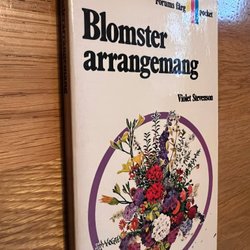 Forums färg
pocket
Blomster
arrangemang
Violet Stevenson